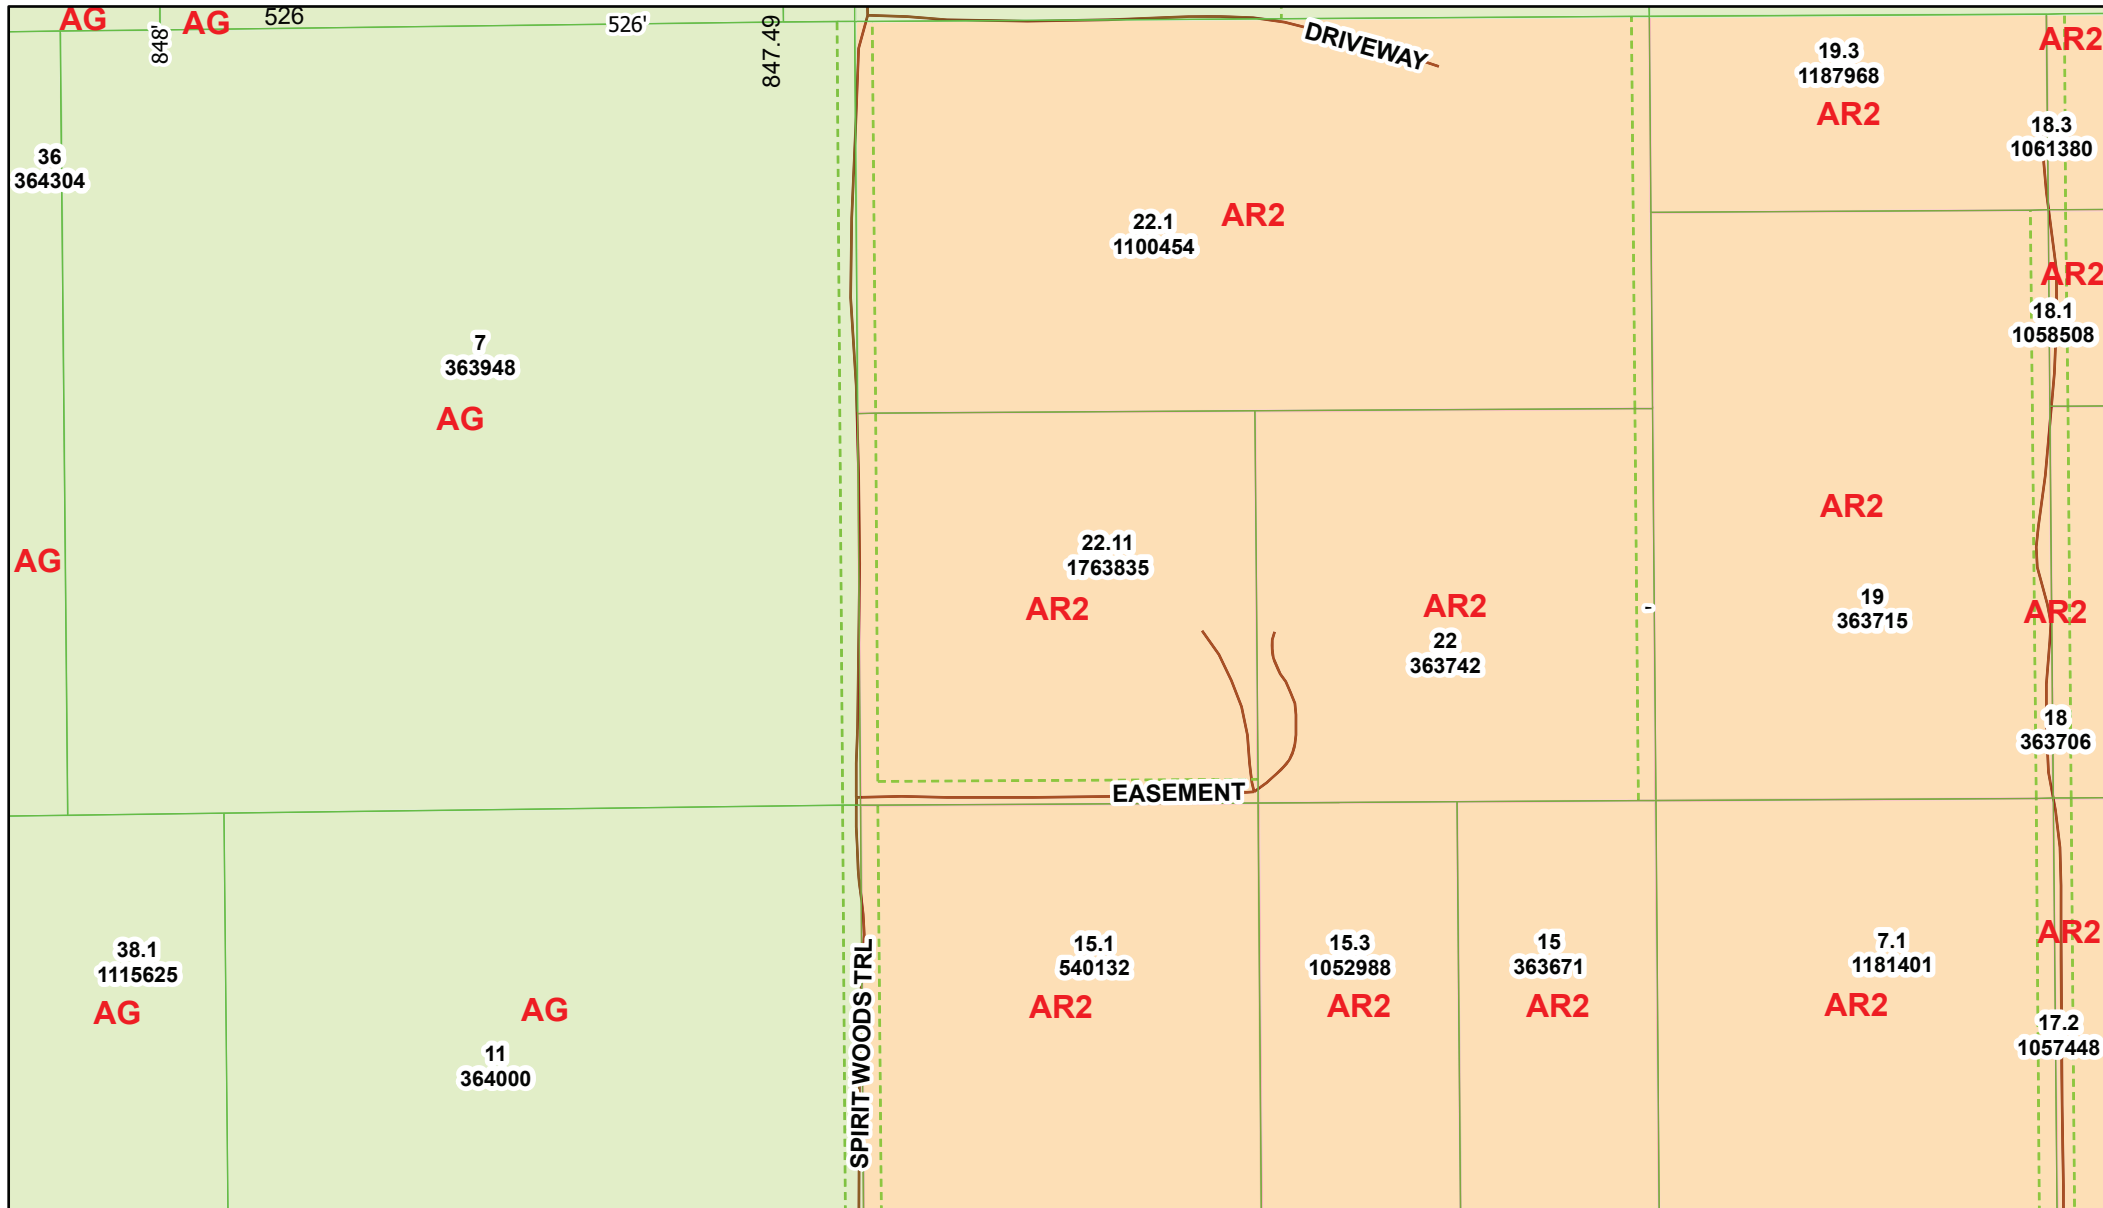 AG
848'
AG
526
526'
847.49
DRIVEWAY
19.3
1187968
AR2
AR2
18.3
1061380
36
364304
22.1
1100454
AR2
AR2
18.1
1058508
7
363948
AG
AG
22.11
1763835
AR2
AR2
22
363742
-
AR2
19
363715
AR2
18
363706
EASEMENT
38.1
1115625
AG
AG
11
364000
SPIRIT WOODS TRL
15.1
540132
AR2
15.3
1052988
AR2
15
363671
AR2
7.1
1181401
AR2
AR2
17.2
1057448